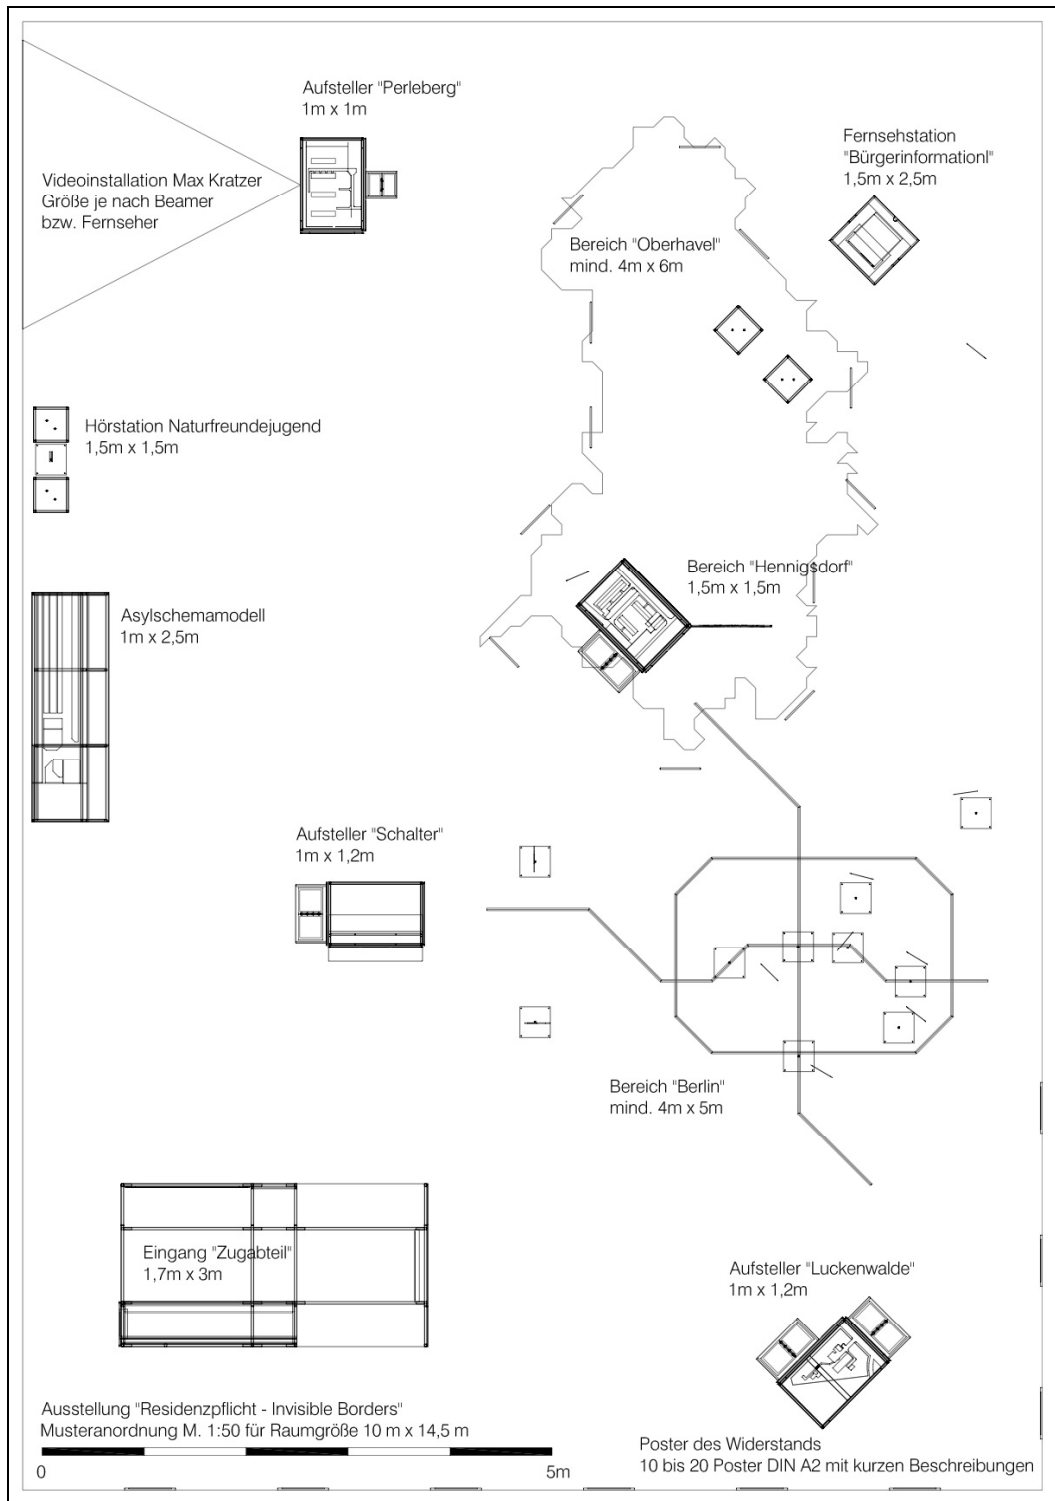 Aufsteller "Perleberg"
1m x 1m
Fernsehstation
"Bürgerinformationl"
1,5m x 2,5m
Videoinstallation Max Kratzer
Größe je nach Beamer
bzw. Fernseher
Bereich "Oberhavel"
mind. 4m x 6m
Hörstation Naturfreundejugend
1,5m x 1,5m
Bereich "Hennigsdorf"
1,5m x 1,5m
Asylschemamodell
1m x 2,5m
Aufsteller "Schalter"
1m x 1,2m
Bereich "Berlin"
mind. 4m x 5m
Eingang "Zugabteil"
1,7m x 3m
Aufsteller "Luckenwalde"
1m x 1,2m
Ausstellung "Residenzpflicht - Invisible Borders"
Musteranordnung M. 1:50 für Raumgröße 10 m x 14,5 m
0 5m
Poster des Widerstands
10 bis 20 Poster DIN A2 mit kurzen Beschreibungen